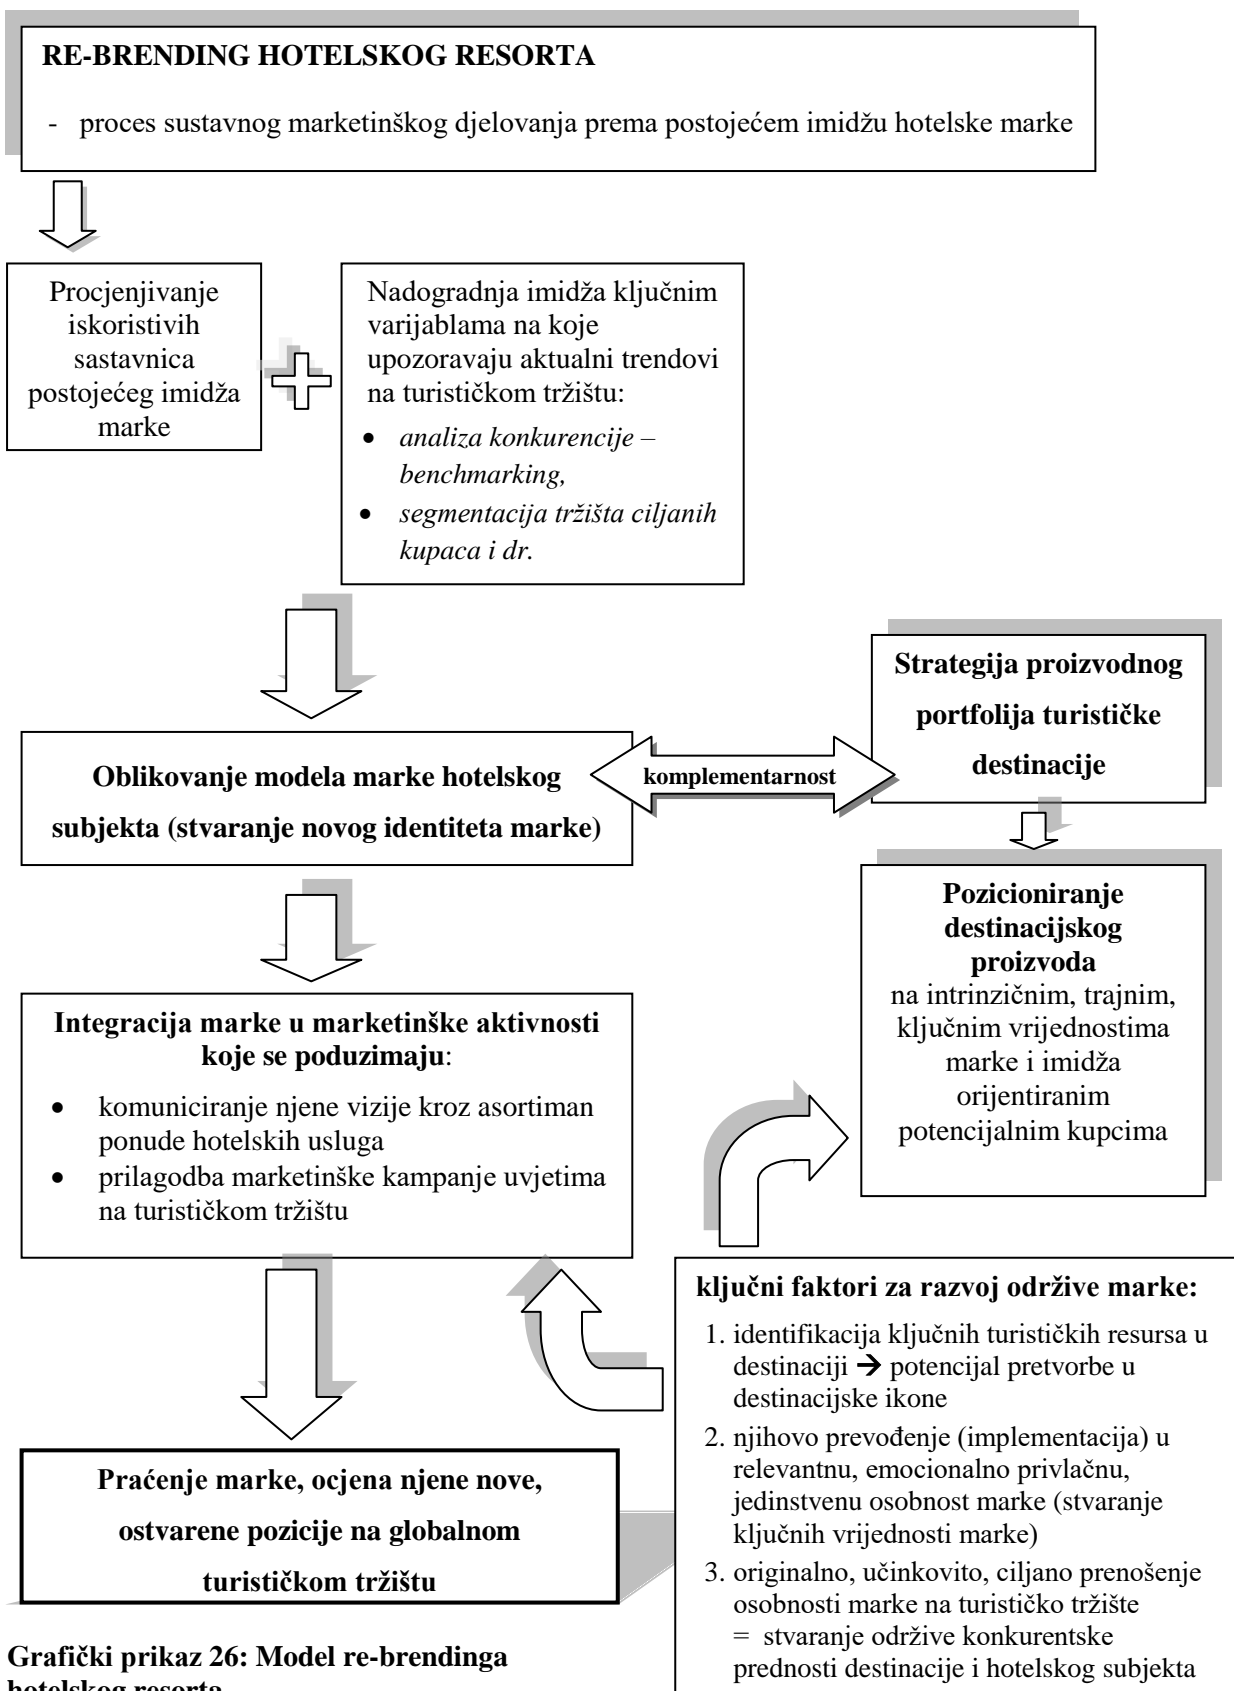 RE-BRENDING HOTELSKOG RESORTA
- proces sustavnog marketinškog djelovanja prema postojećem imidžu hotelske marke
Procjenjivanje
iskoristivih
sastavnica
postojećeg imidža
marke
Nadogradnja imidža ključnim
varijablama na koje
upozoravaju aktualni trendovi
na turističkom tržištu:
• analiza konkurencije –
benchmarking,
• segmentacija tržišta ciljanih
kupaca i dr.
Oblikovanje modela marke hotelskog
subjekta (stvaranje novog identiteta marke)
komplementarnost
Strategija proizvodnog
portfolija turističke
destinacije
Pozicioniranje
destinacijskog
proizvoda
na intrinzičnim, trajnim,
ključnim vrijednostima
marke i imidža
orijentiranim
potencijalnim kupcima
Integracija marke u marketinške aktivnosti
koje se poduzimaju:
• komuniciranje njene vizije kroz asortiman
ponude hotelskih usluga
• prilagodba marketinške kampanje uvjetima
na turističkom tržištu
ključni faktori za razvoj održive marke:
1. identifikacija ključnih turističkih resursa u
destinaciji → potencijal pretvorbe u
destinacijske ikone
2. njihovo prevođenje (implementacija) u
relevantnu, emocionalno privlačnu,
jedinstvenu osobnost marke (stvaranje
ključnih vrijednosti marke)
3. originalno, učinkovito, ciljano prenošenje
osobnosti marke na turističko tržište
= stvaranje održive konkurentske
prednosti destinacije i hotelskog subjekta
Praćenje marke, ocjena njene nove,
ostvarene pozicije na globalnom
turističkom tržištu
Grafički prikaz 26: Model re-brendinga
hotelskog resorta